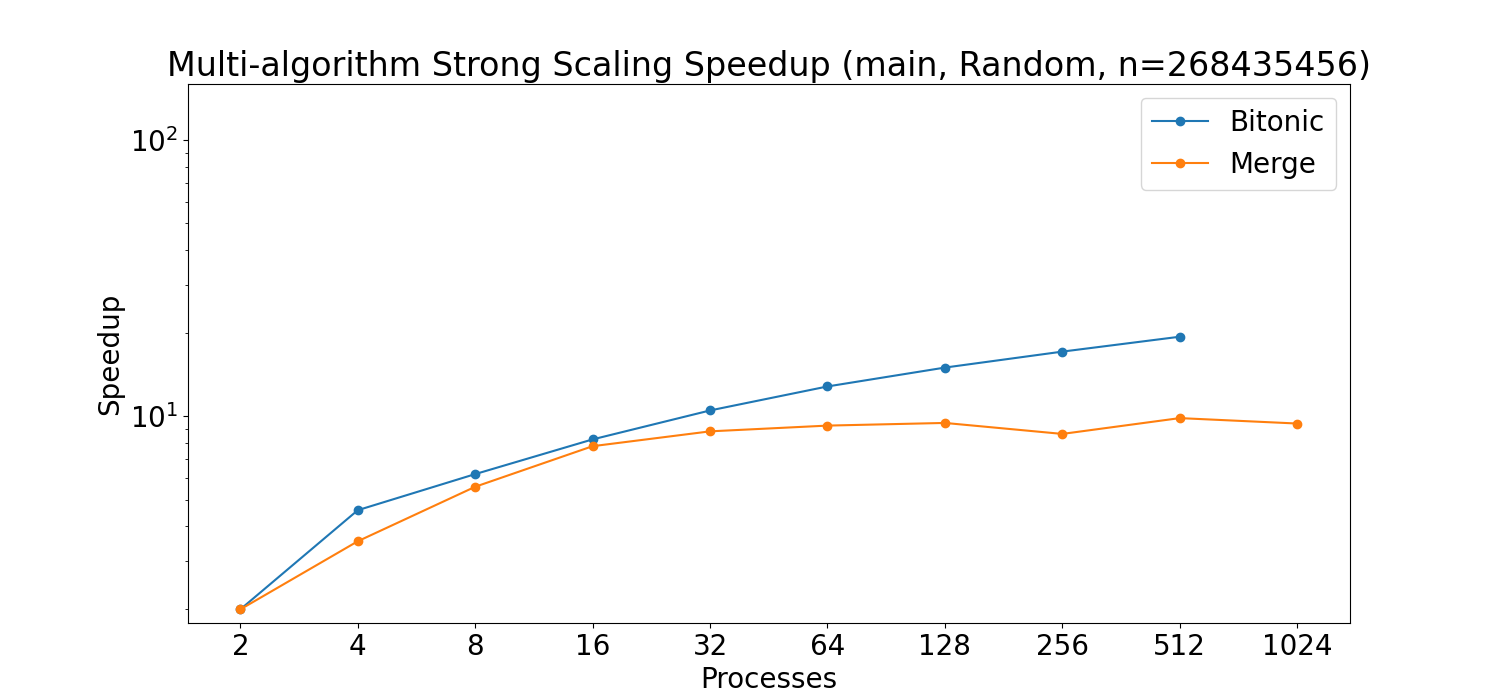 Multi-algorithm Strong Scaling Speedup (main, Random, n=268435456)
Bitonic
Merge
10²
10¹
Speedup
2 4 8 16 32 64 128 256 512 1024
Processes